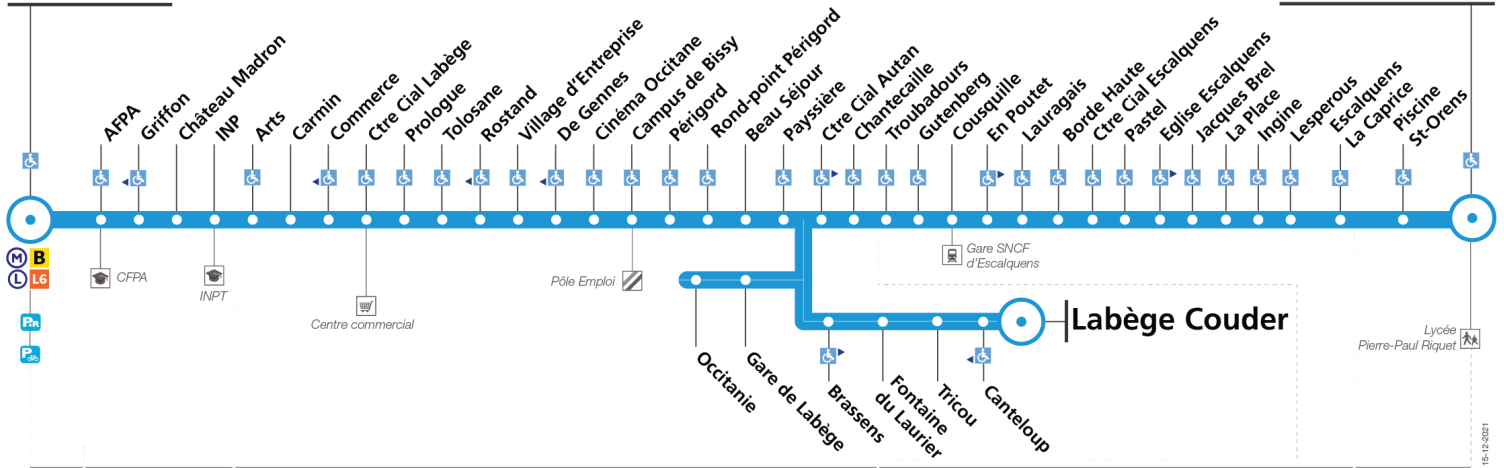 AFPA
Griffon
Château Madron
INP
Arts
Carmin
Commerce
Ctre Cial Labège
Prologue
Tolosane
Rostand
Village d'Entreprise
De Gennes
Cinéma Occitane
Campus de Bissy
Périgord
Rond-point Périgord
Beau Séjour
Payssière
Ctre Cial Autan
Chantecaille
Troubadours
Gutenberg
Cousquille
En Poutet
Lauragais
Borde Haute
Ctre Cial Escalquens
Pastel
Eglise Escalquens
Jacques Brel
La Place
Ingine
Lesperous
Escalquens
La Caprice
Piscine
St-Orens
M B
L L6
P+R
P
CFPA
INPT
Centre commercial
Pôle Emploi
Gare SNCF
d'Escalquens
Labège Couder
Lycée
Pierre-Paul Riquet
Occitanie
Gare de Labège
Brassens
Fontaine
du Laurier
Tricou
Canteloup
15-12-2021